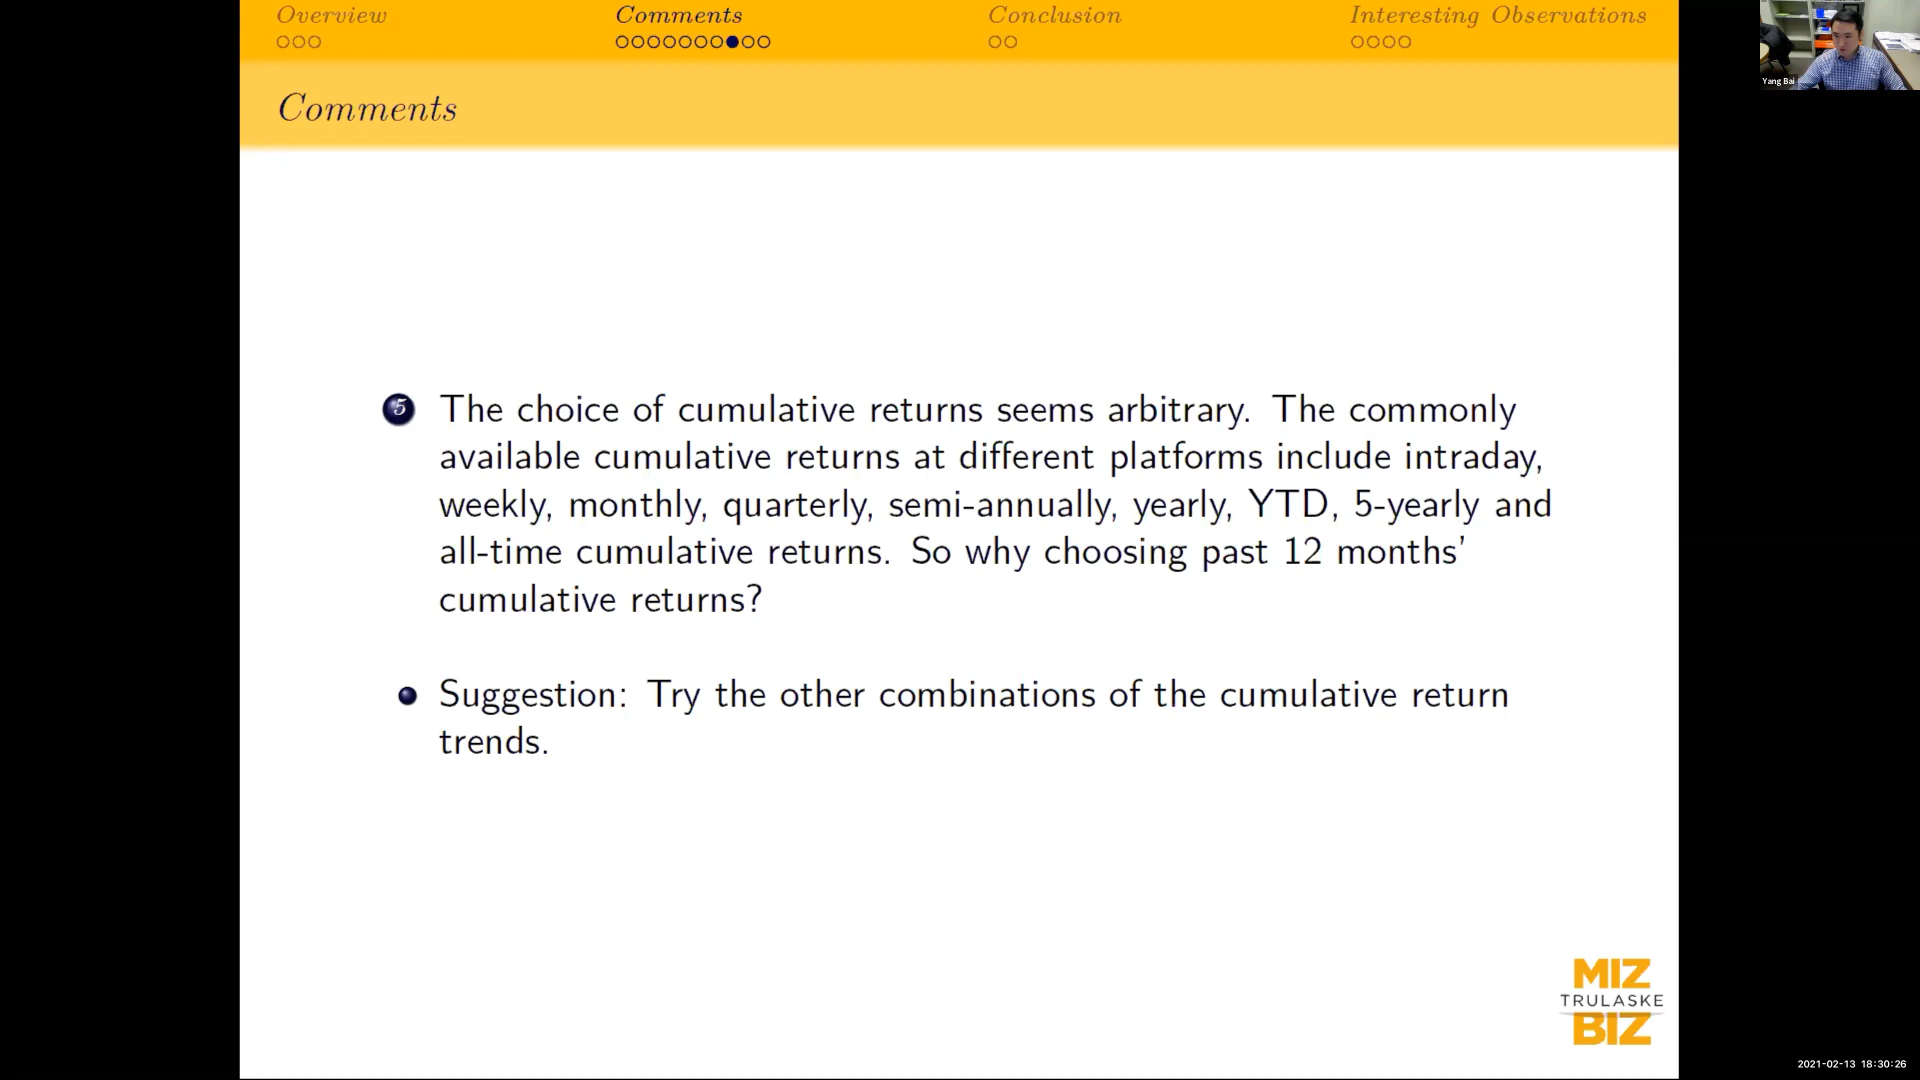 Overview
Comments
Conclusion
Interesting Observations
Yang Bai
Comments
5 The choice of cumulative returns seems arbitrary. The commonly
available cumulative returns at different platforms include intraday,
weekly, monthly, quarterly, semi-annually, yearly, YTD, 5-yearly and
all-time cumulative returns. So why choosing past 12 months'
cumulative returns?
Suggestion: Try the other combinations of the cumulative return
trends.
MIZ
TRULASKE
BIZ
2021-02-13 18:30:26